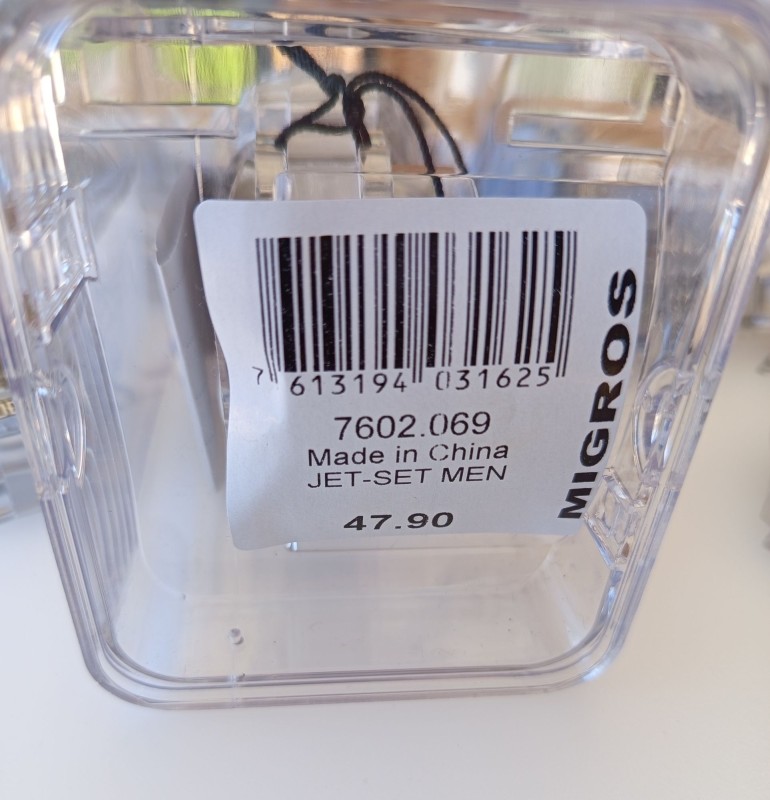 7 613194 031625
7602.069
Made in China
JET-SET MEN
47.90
MIGROS